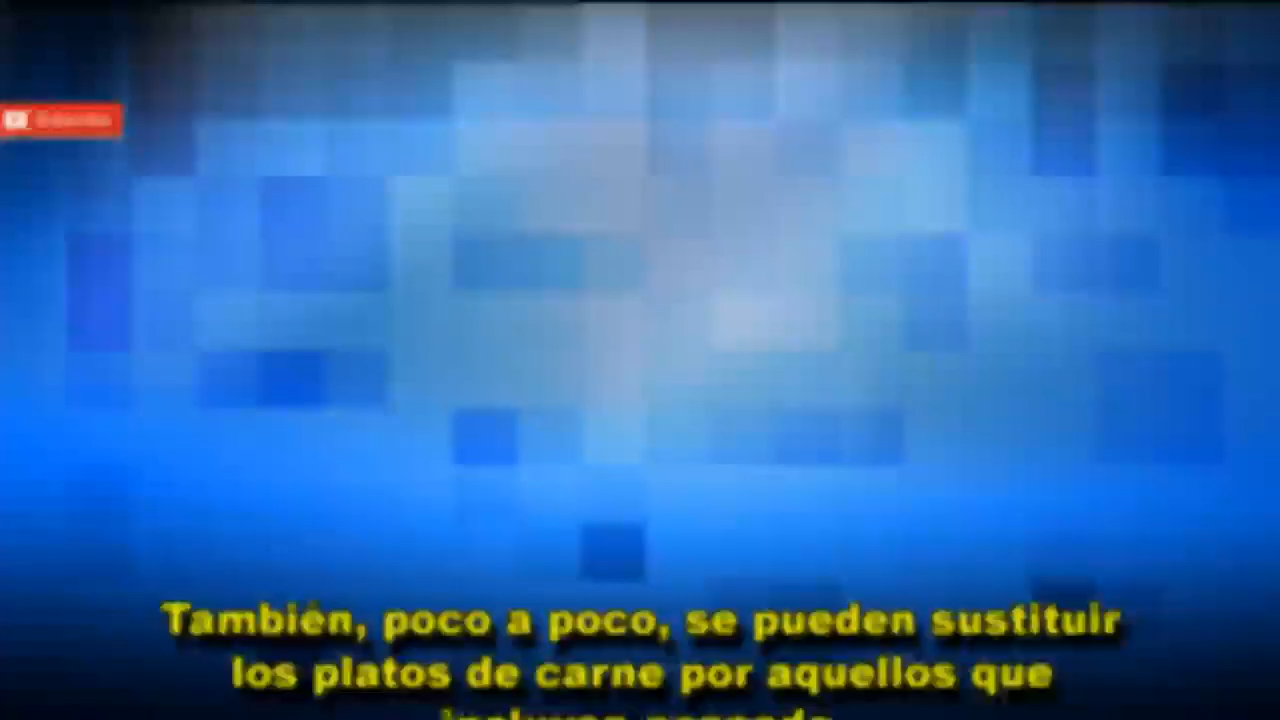 También, poco a poco, se pueden sustituir
los platos de carne por aquellos que